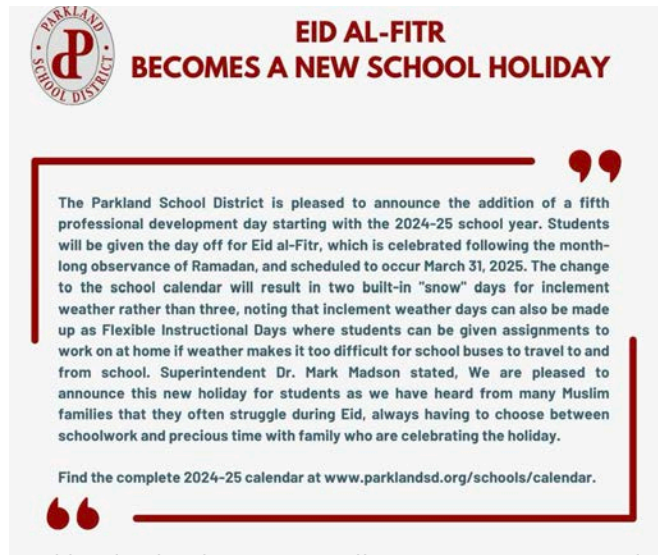 PARKLAND
SCHOOL DISTRICT
EID AL-FITR
BECOMES A NEW SCHOOL HOLIDAY
The Parkland School District is pleased to announce the addition of a fifth
professional development day starting with the 2024-25 school year. Students
will be given the day off for Eid al-Fitr, which is celebrated following the month-
long observance of Ramadan, and scheduled to occur March 31, 2025. The change
to the school calendar will result in two built-in "snow" days for inclement
weather rather than three, noting that inclement weather days can also be made
up as Flexible Instructional Days where students can be given assignments to
work on at home if weather makes it too difficult for school buses to travel to and
from school. Superintendent Dr. Mark Madson stated, We are pleased to
announce this new holiday for students as we have heard from many Muslim
families that they often struggle during Eid, always having to choose between
schoolwork and precious time with family who are celebrating the holiday.
Find the complete 2024-25 calendar at www.parklandsd.org/schools/calendar.